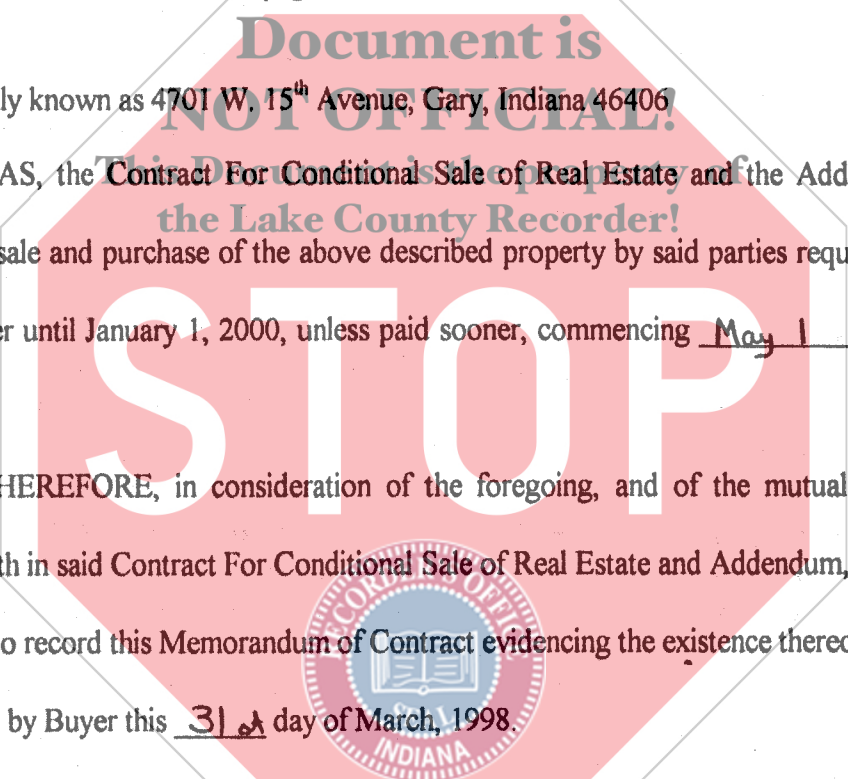 Document is
ly known as 4701 W. 15th Avenue, Gary, Indiana 46406
NOT OFFICIAL!
AS, the Contract For Conditional Sale of Real Estate and the Add
This Document is the property of
the Lake County Recorder!
sale and purchase of the above described property by said parties requ
er until January 1, 2000, unless paid sooner, commencing May 1
STOP
HEREFORE, in consideration of the foregoing, and of the mutual
th in said Contract For Conditional Sale of Real Estate and Addendum,
o record this Memorandum of Contract evidencing the existence thereo
RECORDER'S OFFICE
SEAL
INDIANA
by Buyer this 31st day of March, 1998.